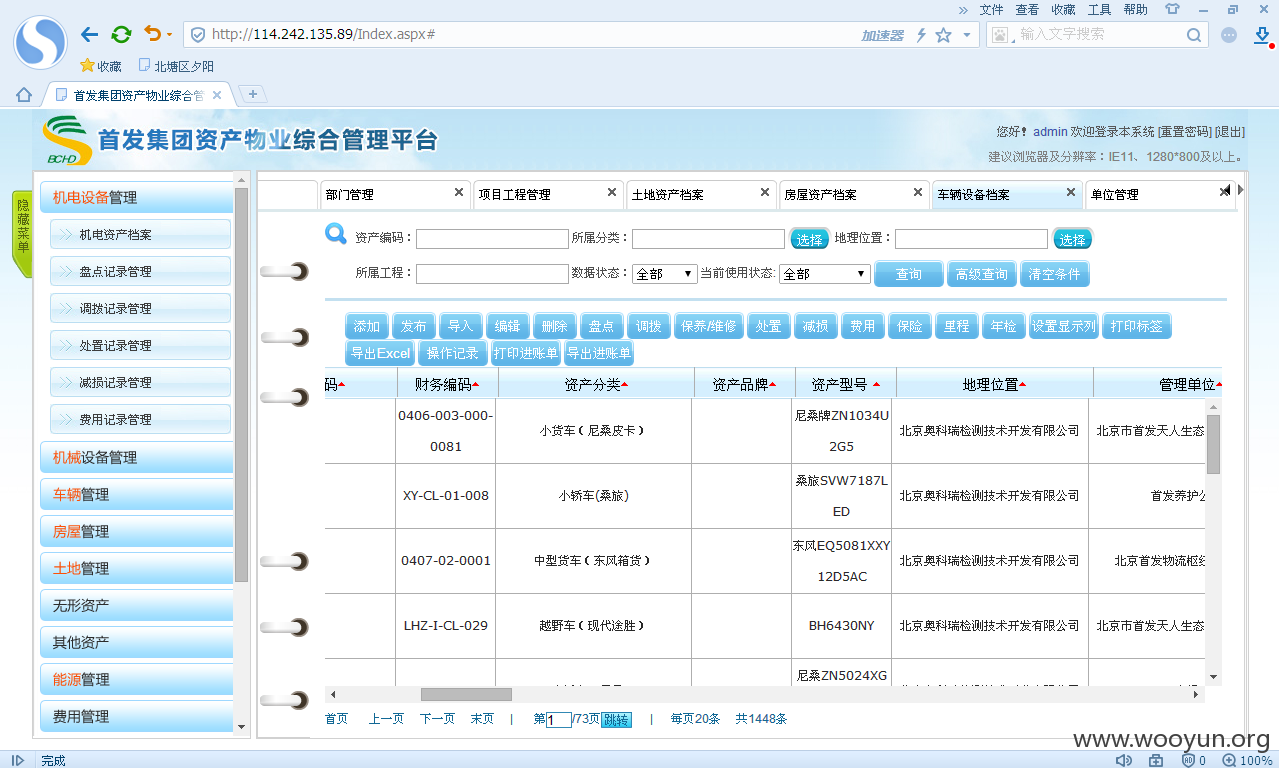 » 文件 查看 收藏 工具 帮助
http://114.242.135.89/Index.aspx# 加速器 输入文字搜索
收藏 北塘区夕阳
首发集团资产物业综合管
首发集团资产物业综合管理平台
BCHD
您好！admin 欢迎登录本系统 [重置密码] [退出]
建议浏览器及分辨率：IE11、1280*800及以上。
隐藏菜单
机电设备管理
机电资产档案
盘点记录管理
调拨记录管理
处置记录管理
减损记录管理
费用记录管理
机械设备管理
车辆管理
房屋管理
土地管理
无形资产
其他资产
能源管理
费用管理
部门管理 项目工程管理 土地资产档案 房屋资产档案 车辆设备档案 单位管理
资产编码： 所属分类： 选择 地理位置： 选择
所属工程： 数据状态： 全部 当前使用状态: 全部 查询 高级查询 清空条件
添加 发布 导入 编辑 删除 盘点 调拨 保养/维修 处置 减损 费用 保险 里程 年检 设置显示列 打印标签
导出Excel 操作记录 打印进账单 导出进账单
码 财务编码 资产分类 资产品牌 资产型号 地理位置 管理单位
0406-003-000-0081 小货车（尼桑皮卡） 尼桑牌ZN1034U2G5 北京奥科瑞检测技术开发有限公司 北京市首发天人生态
XY-CL-01-008 小轿车(桑旅) 桑旅SVW7187LED 北京奥科瑞检测技术开发有限公司 首发养护公
0407-02-0001 中型货车（东风箱货） 东风EQ5081XXY12D5AC 北京奥科瑞检测技术开发有限公司 北京首发物流枢纽
LHZ-I-CL-029 越野车（现代途胜） BH6430NY 北京奥科瑞检测技术开发有限公司 北京市首发天人生态
尼桑ZN5024XG
首页 上一页 下一页 末页 | 第1/73页 跳转 | 每页20条 共1448条
www.wooyun.org
完成 0 100%